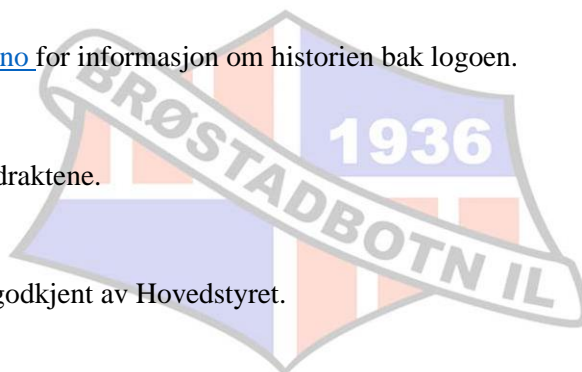 no for informasjon om historien bak logoen.
1936
BRØSTADBOTN IL
draktene.
godkjent av Hovedstyret.